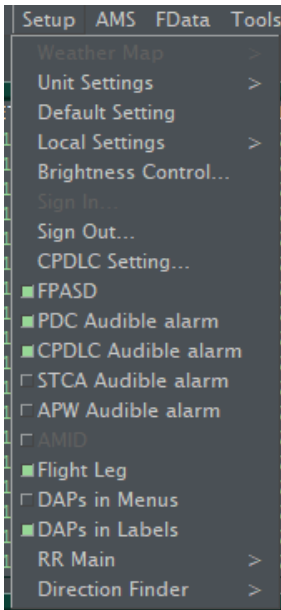 Setup AMS FData Tools
Weather Map >
Unit Settings >
Default Setting
Local Settings >
Brightness Control...
Sign In...
Sign Out...
CPDLC Setting...
FPASD
PDC Audible alarm
CPDLC Audible alarm
STCA Audible alarm
APW Audible alarm
AMID
Flight Leg
DAPs in Menus
DAPs in Labels
RR Main >
Direction Finder >